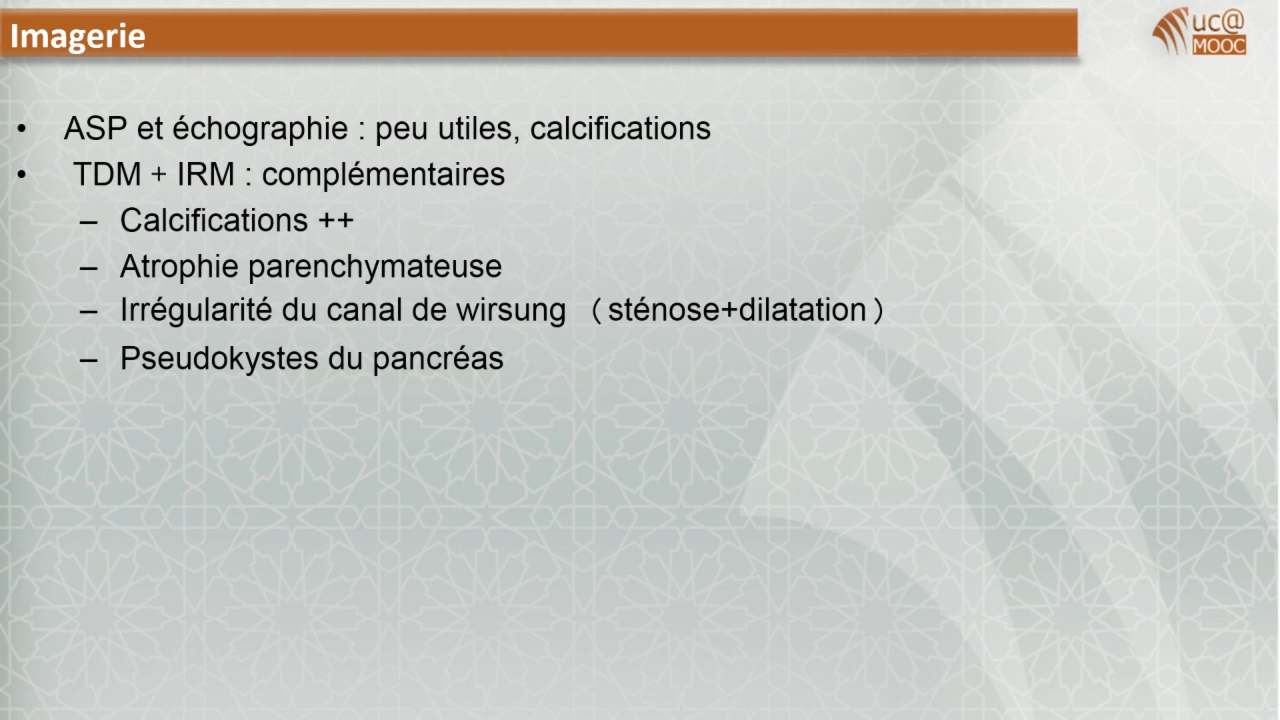 Imagerie
uc@
MOOC
• ASP et échographie : peu utiles, calcifications
• TDM + IRM : complémentaires
– Calcifications ++
– Atrophie parenchymateuse
– Irrégularité du canal de wirsung （sténose+dilatation）
– Pseudokystes du pancréas